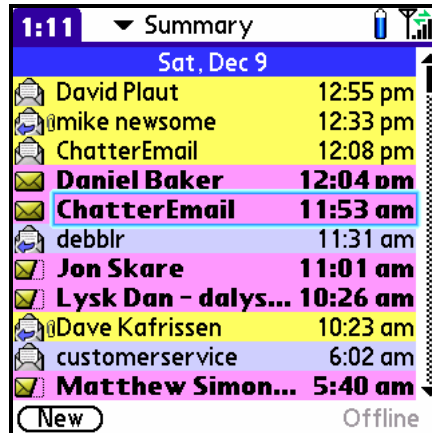 1:11 Summary
Sat, Dec 9
David Plaut 12:55 pm
mike newsome 12:33 pm
ChatterEmail 12:08 pm
Daniel Baker 12:04 pm
ChatterEmail 11:53 am
debblr 11:31 am
Jon Skare 11:01 am
Lysk Dan - dalys... 10:26 am
Dave Kafrissen 10:23 am
customerservice 6:02 am
Matthew Simon... 5:40 am
New Offline